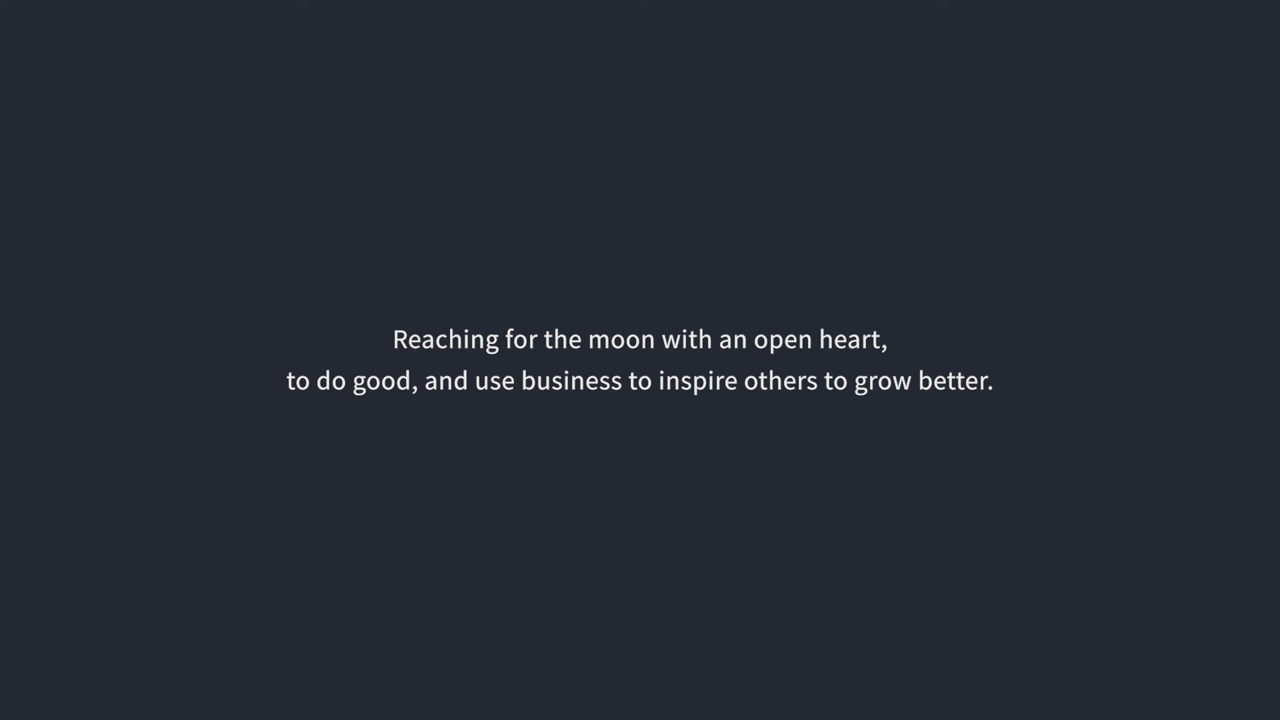 Reaching for the moon with an open heart,
to do good, and use business to inspire others to grow better.